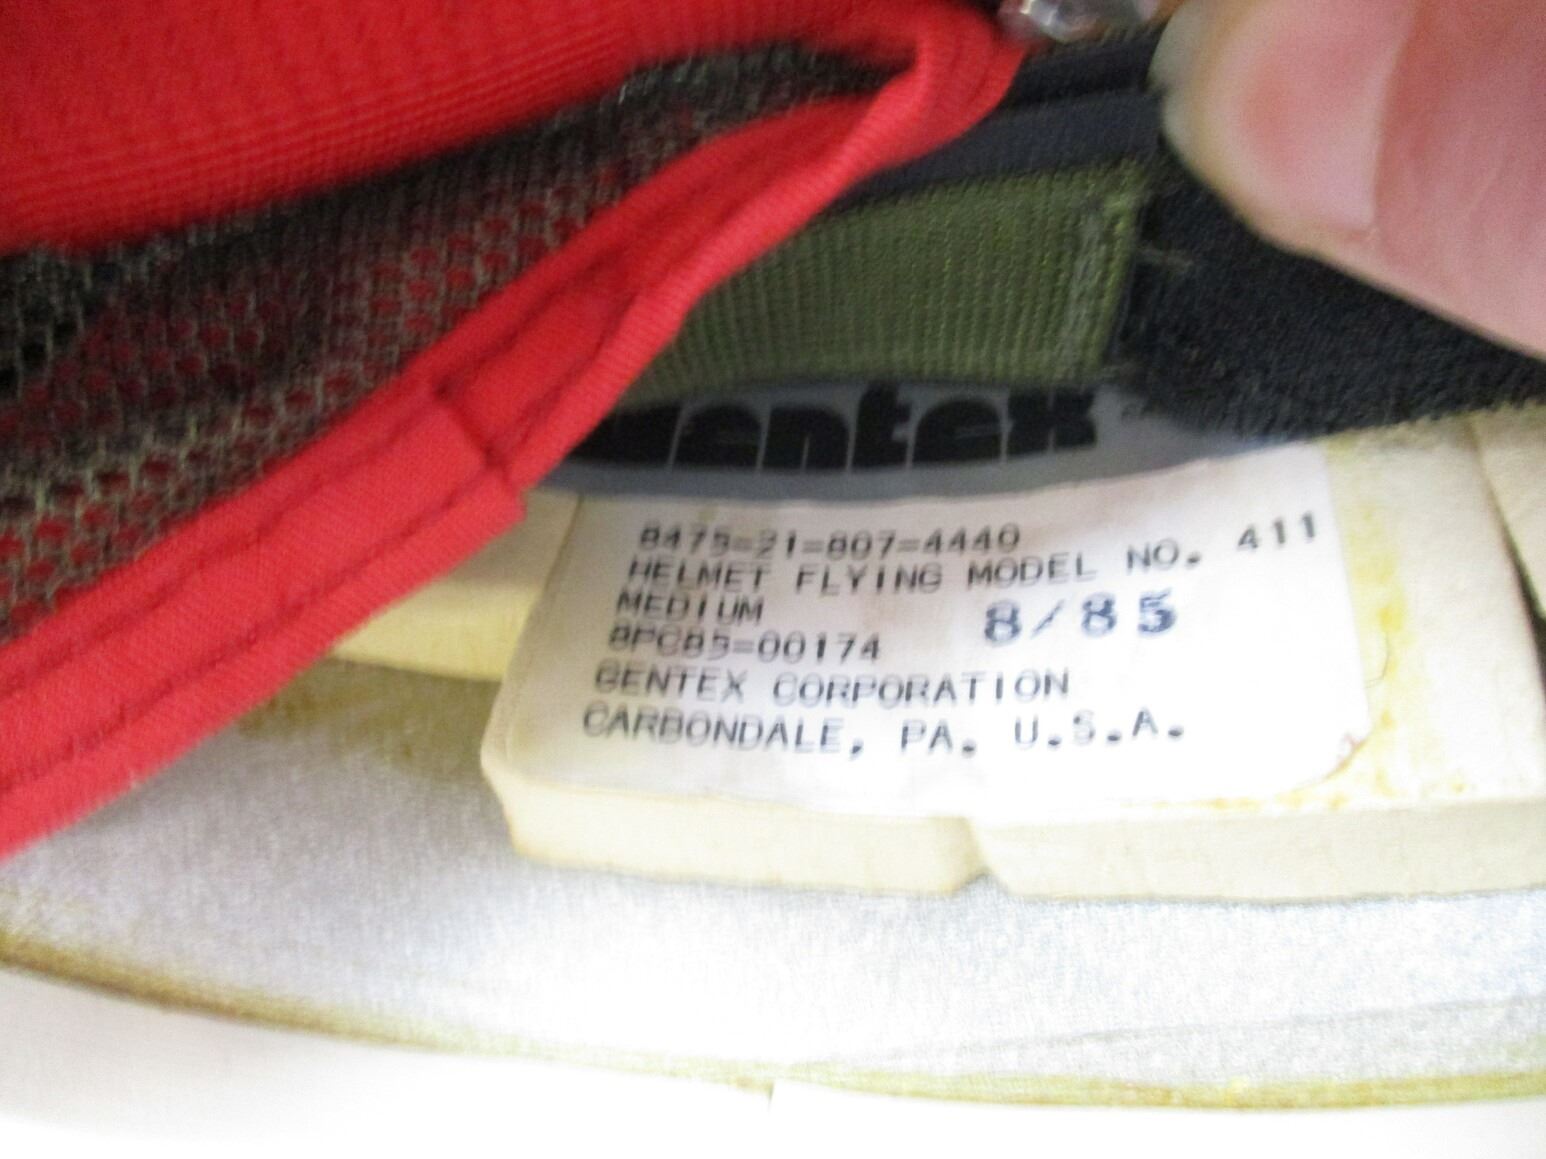 Gentex
8475=21=807=4440
HELMET FLYING MODEL NO. 411
MEDIUM 8/85
8PC85=00174
GENTEX CORPORATION
CARBONDALE, PA. U.S.A.